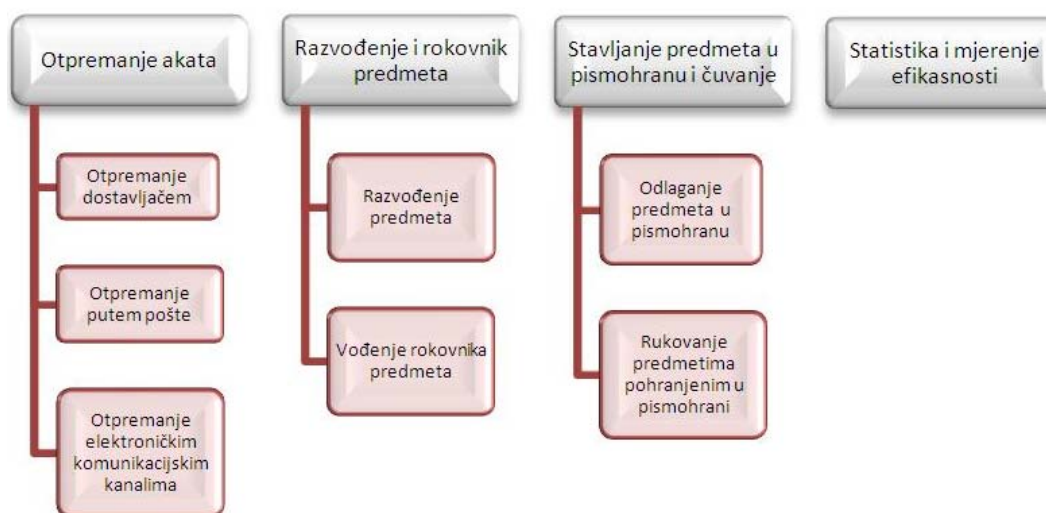 Otpremanje akata
Otpremanje
dostavljačem
Otpremanje
putem pošte
Otpremanje
elektroničkim
komunikacijskim
kanalima
Razvođenje i rokovnik
predmeta
Razvođenje
predmeta
Vođenje rokovnika
predmeta
Stavljanje predmeta u
pismohranu i čuvanje
Odlaganje
predmeta u
pismohranu
Rukovanje
predmetima
pohranjenim u
pismohrani
Statistika i mjerenje
efikasnosti